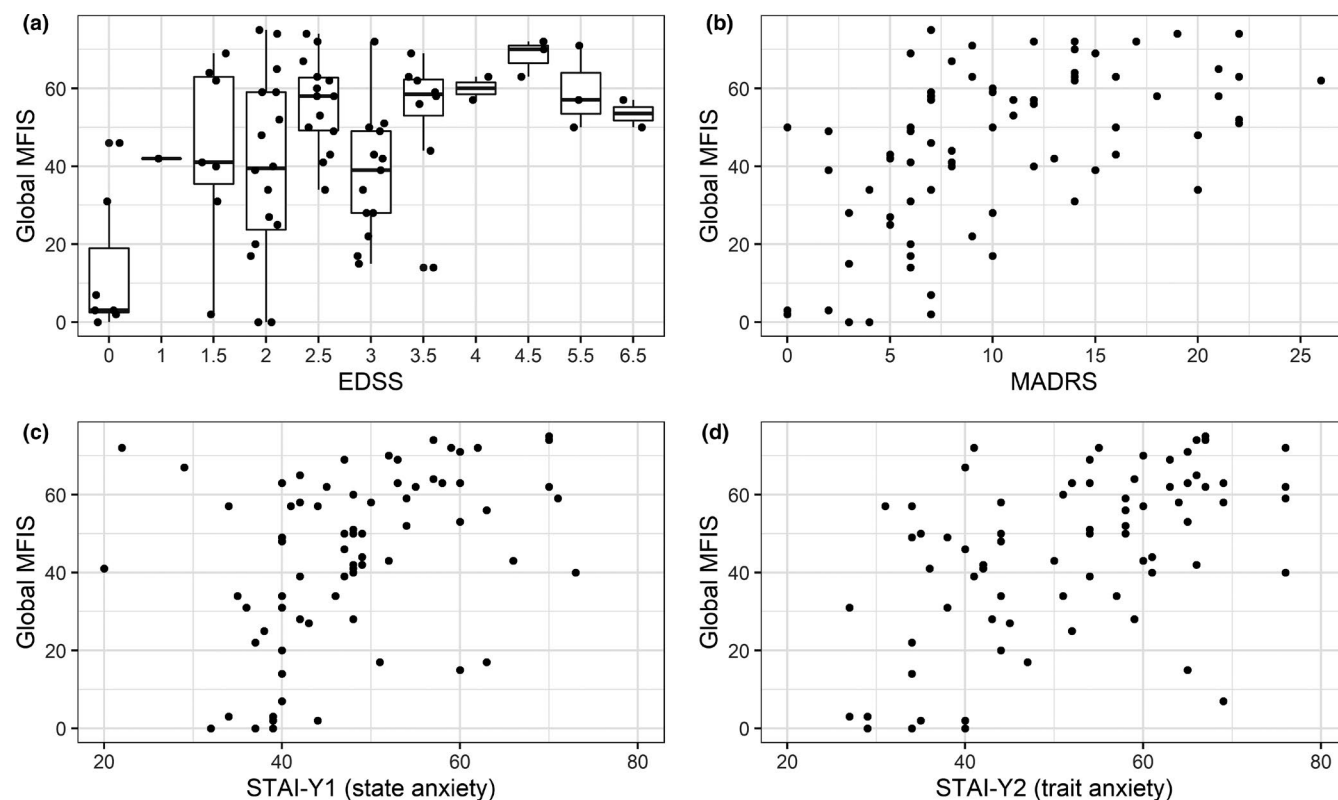 (a)
Global MFIS
60
40
20
0
0 1 1.5 2 2.5 3 3.5 4 4.5 5.5 6.5
EDSS
(b)
Global MFIS
60
40
20
0
0 5 10 15 20 25
MADRS
(c)
Global MFIS
60
40
20
0
20 40 60 80
STAI-Y1 (state anxiety)
(d)
Global MFIS
60
40
20
0
20 40 60 80
STAI-Y2 (trait anxiety)